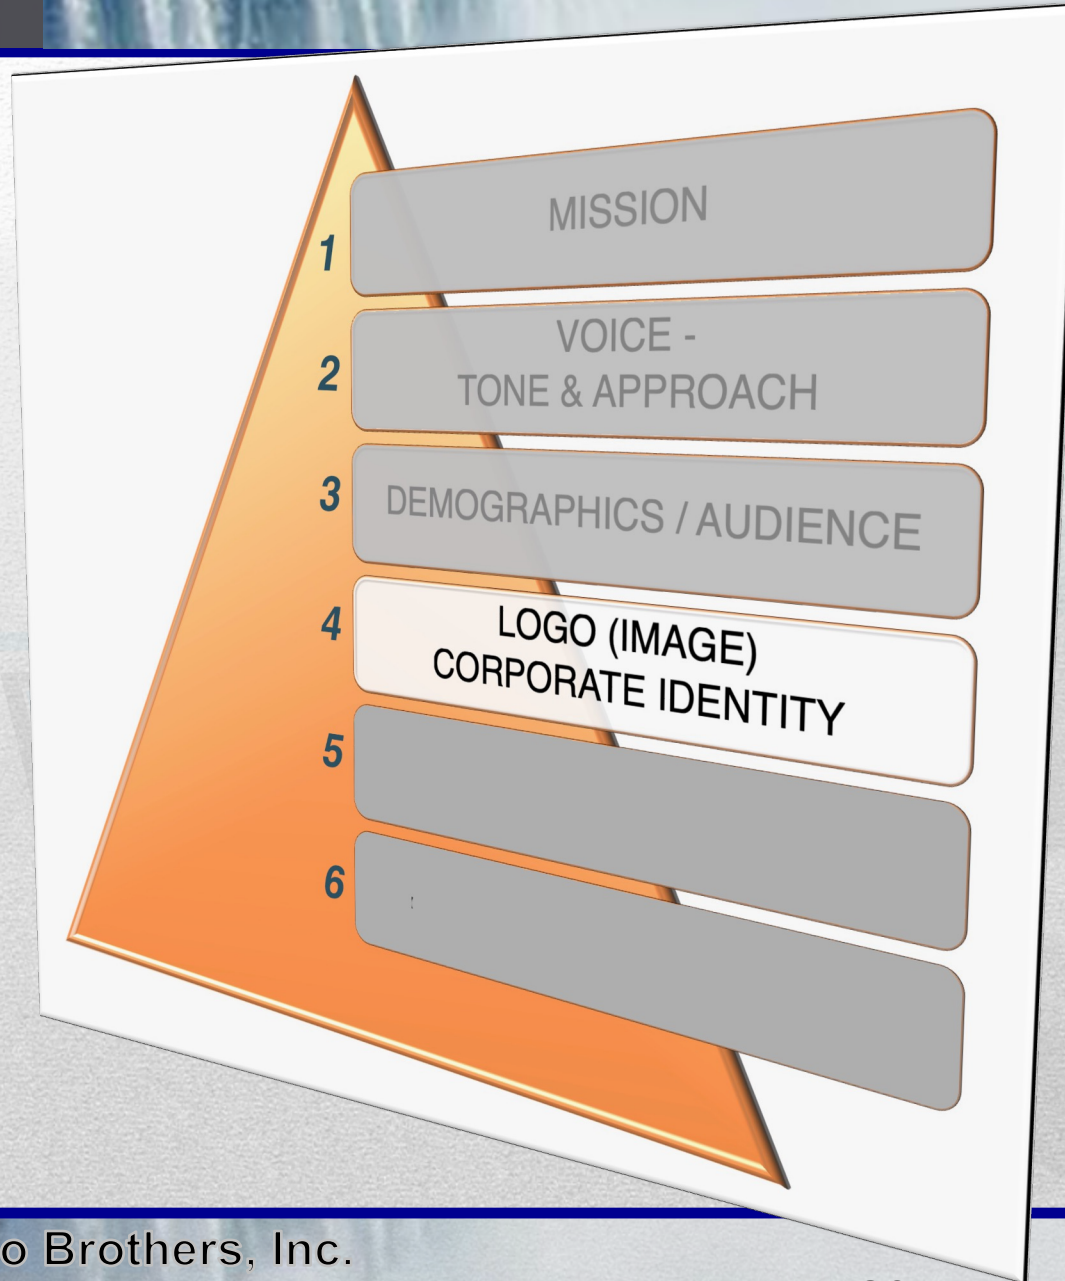 1
MISSION
2
VOICE -
TONE & APPROACH
3
DEMOGRAPHICS / AUDIENCE
4
LOGO (IMAGE)
CORPORATE IDENTITY
5
6
o Brothers, Inc.